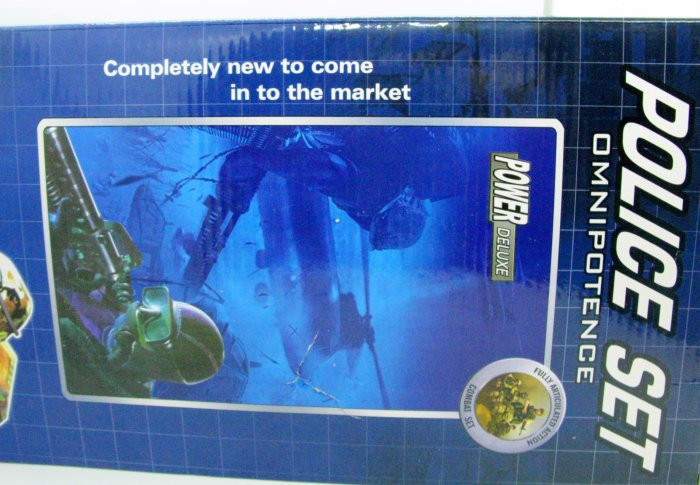 Completely new to come
in to the market
POLICE SET
OMNIPOTENCE
POWER
DELUXE
FULLY ARTICULATED ACTION
COMBAT SET